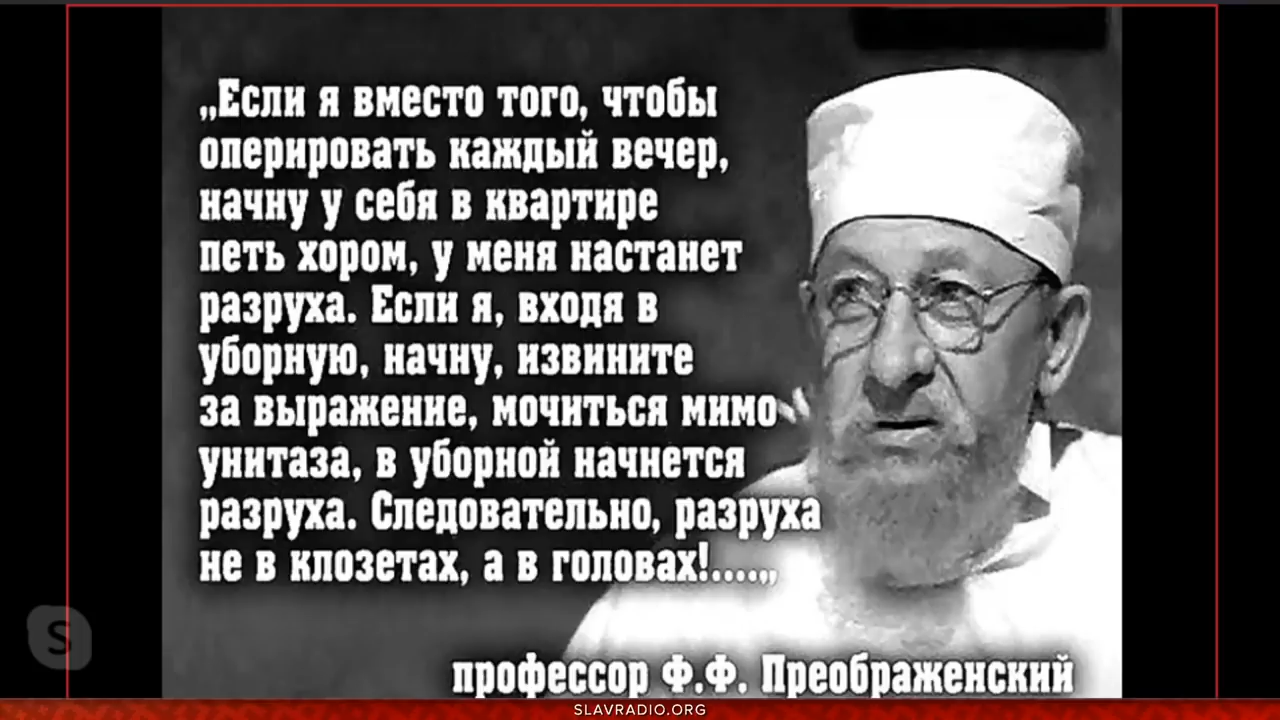 „Если я вместо того, чтобы
оперировать каждый вечер,
начну у себя в квартире
петь хором, у меня настанет
разруха. Если я, входя в
уборную, начну, извините
за выражение, мочиться мимо
унитаза, в уборной начнется
разруха. Следовательно, разруха
не в клозетах, а в головах!....„
профессор Ф.Ф. Преображенский
S
SLAVRADIO.ORG